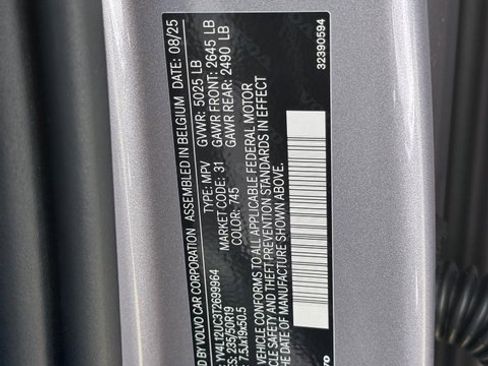 D BY VOLVO CAR CORPORATION ASSEMBLED IN BELGIUM DATE: 08/25
GVWR: 5025 LB
GAWR FRONT: 2645 LB
GAWR REAR: 2490 LB
YV4L12UC3T2699964 TYPE: MPV
ES: 235/50R19 MARKET CODE: 31
7.5Jx19x50.5 COLOR: 745
VEHICLE CONFORMS TO ALL APPLICABLE FEDERAL MOTOR
VEHICLE SAFETY AND THEFT PREVENTION STANDARDS IN EFFECT
DATE OF MANUFACTURE SHOWN ABOVE.
32390594